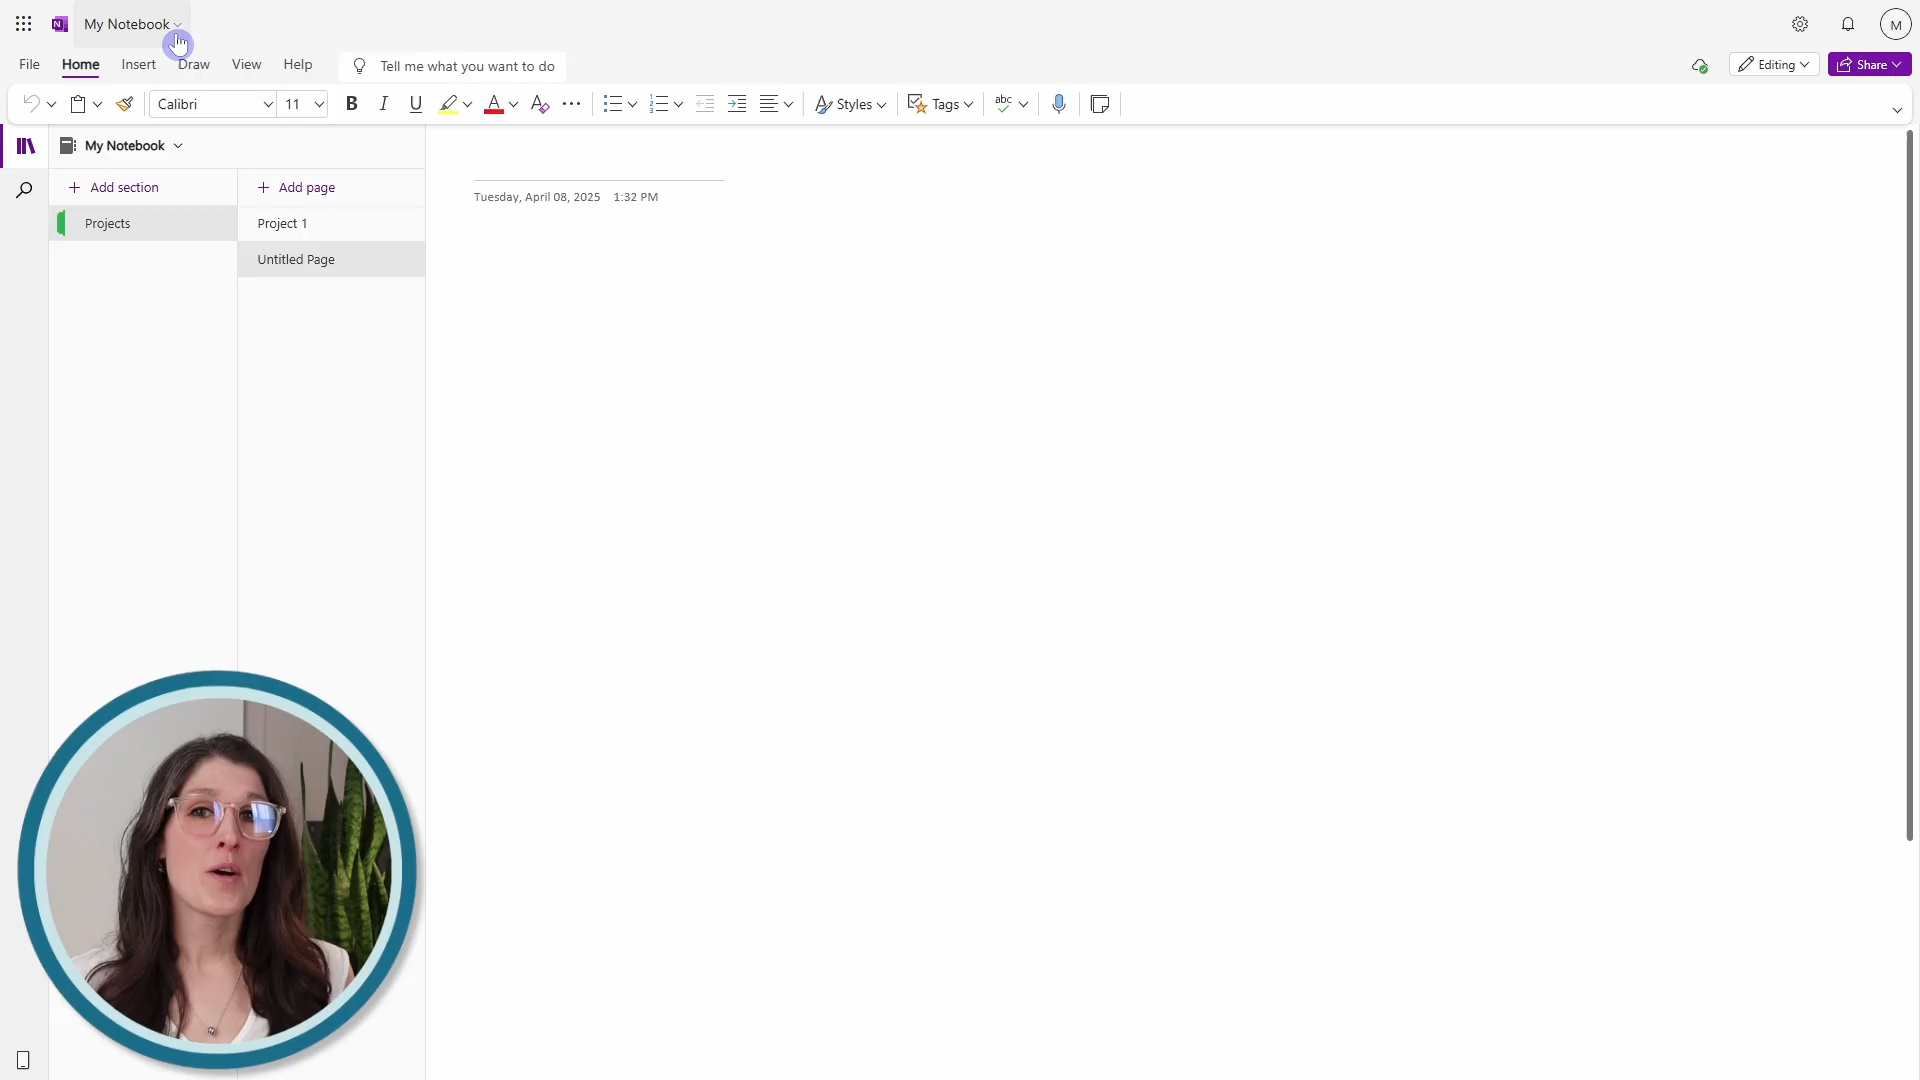 My Notebook
M
File Home Insert Draw View Help Tell me what you want to do Editing Share
Calibri 11 B I U A A Styles Tags abc
My Notebook
+ Add section + Add page
Projects Project 1
Untitled Page
Tuesday, April 08, 2025 1:32 PM